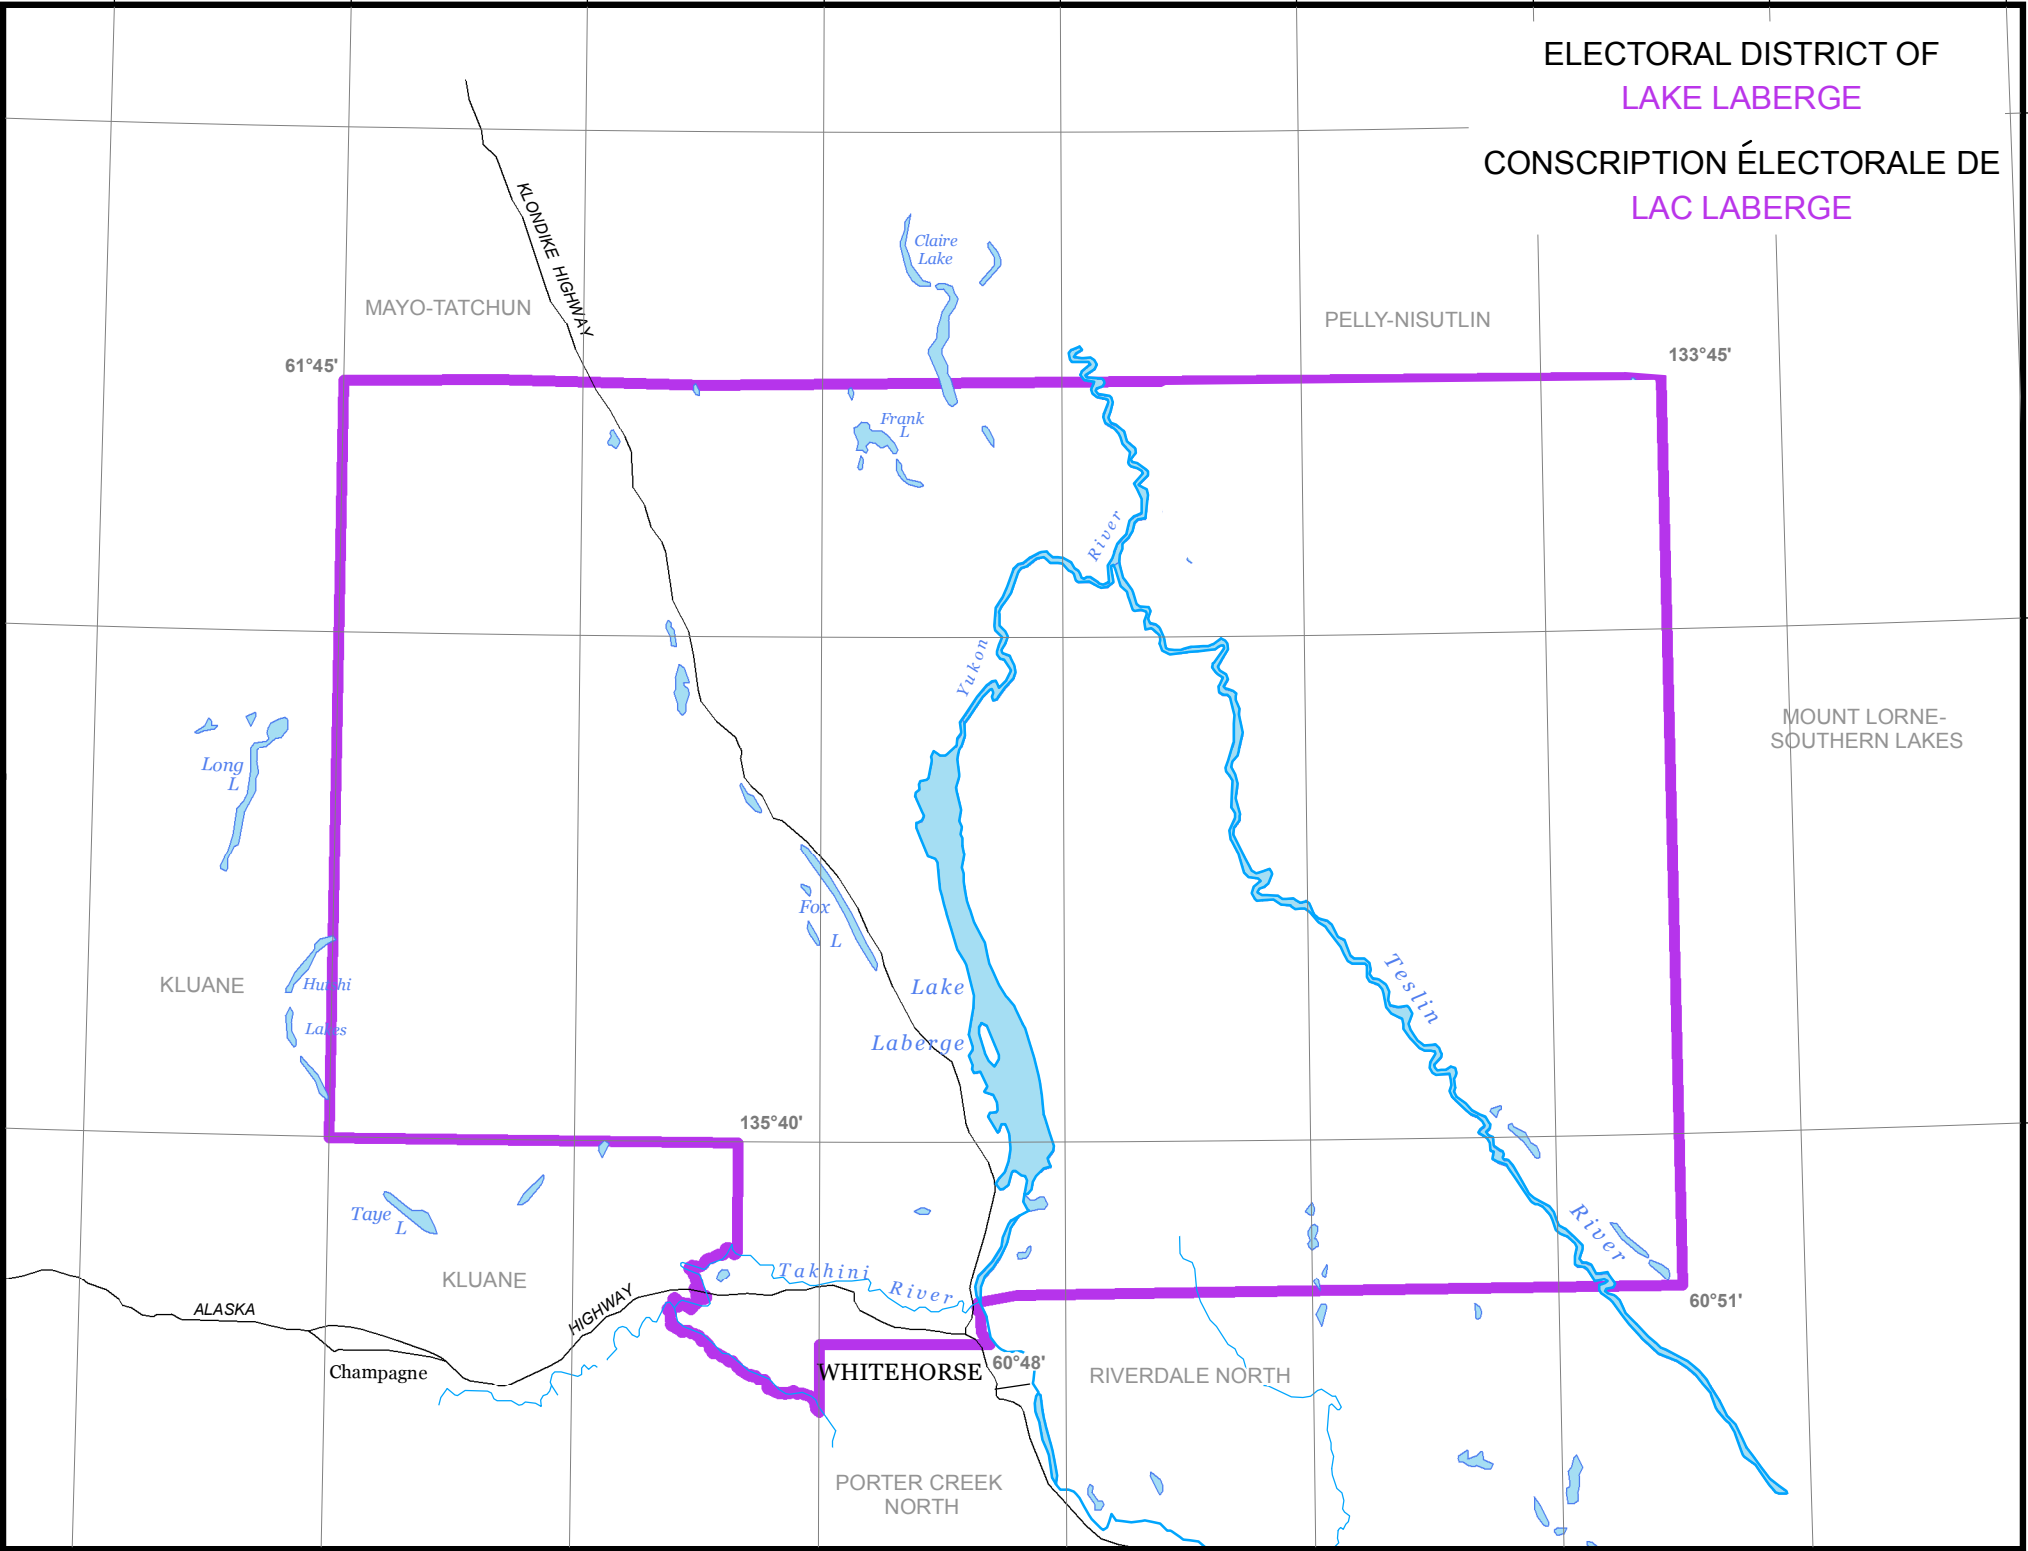 ELECTORAL DISTRICT OF
LAKE LABERGE
CONSCRIPTION ÉLECTORALE DE
LAC LABERGE
KLONDIKE HIGHWAY
Claire
Lake
MAYO-TATCHUN
PELLY-NISUTLIN
61°45'
133°45'
Frank
L
River
Yukon
MOUNT LORNE-
SOUTHERN LAKES
Long
L
Fox
L
KLUANE
Hutshi
Lakes
Lake
Laberge
Teslin
135°40'
Taye
L
River
KLUANE
Takhini
River
HIGHWAY
ALASKA
60°51'
Champagne
WHITEHORSE
60°48'
RIVERDALE NORTH
PORTER CREEK
NORTH